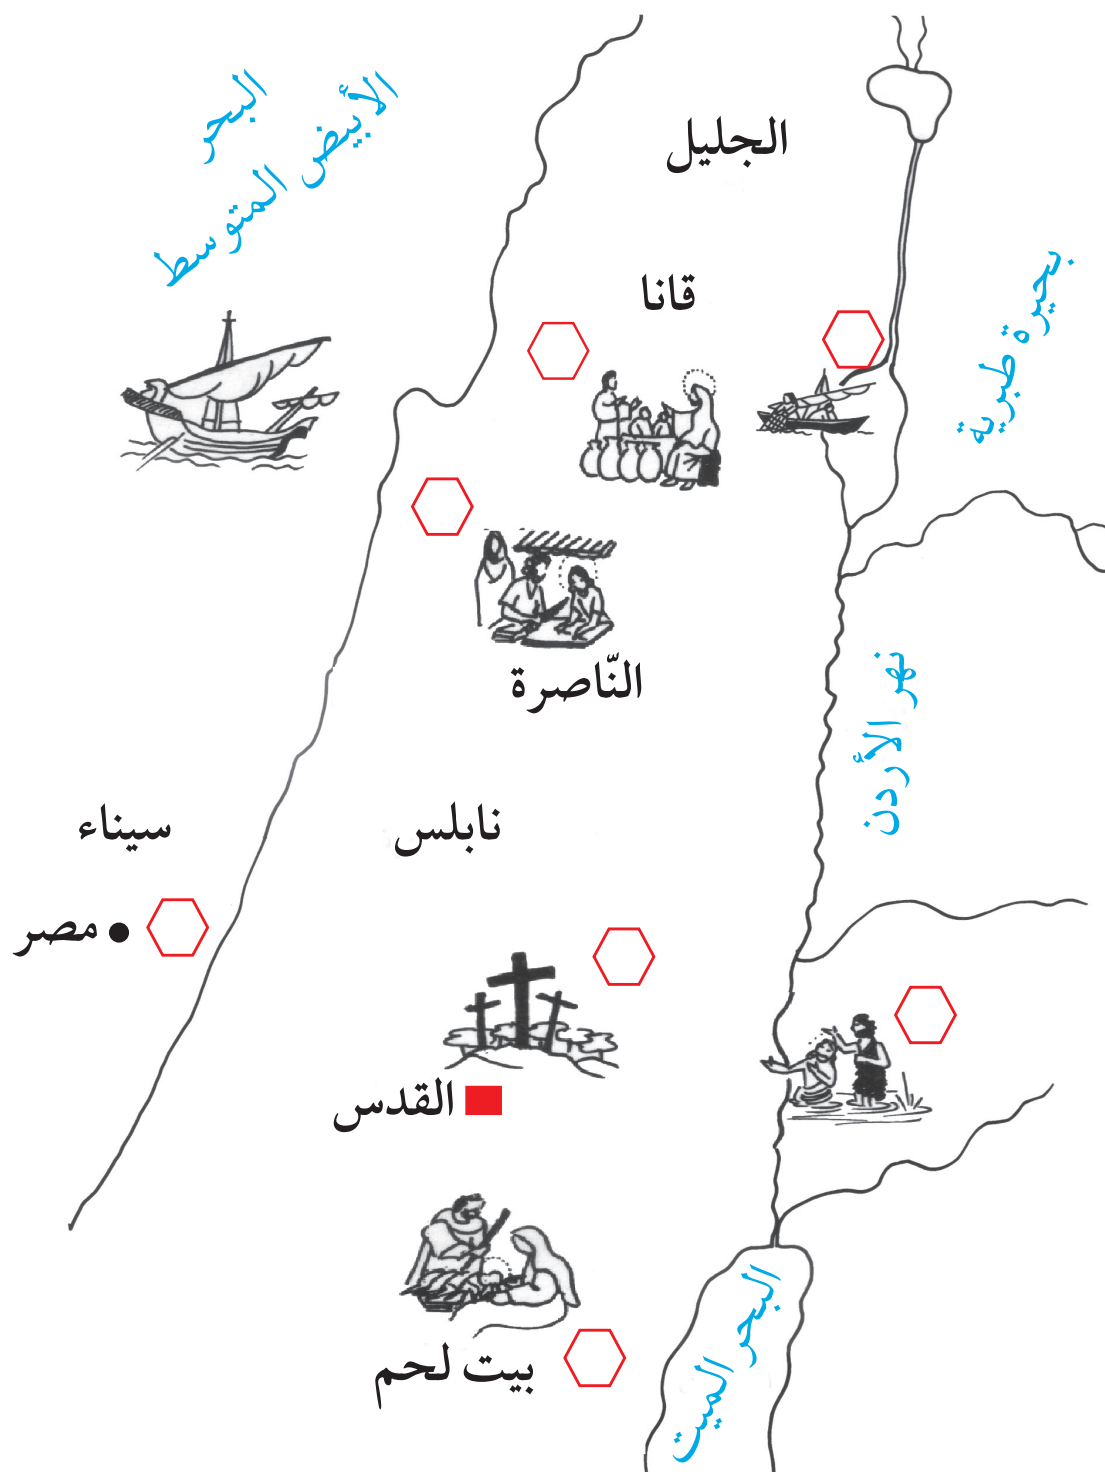 البحر
الأبيض المتوسط
الجليل
قانا
بحيرة طبرية
النّاصرة
نهر الأردن
سيناء
نابلس
مصر
القدس
بيت لحم
البحر الميت